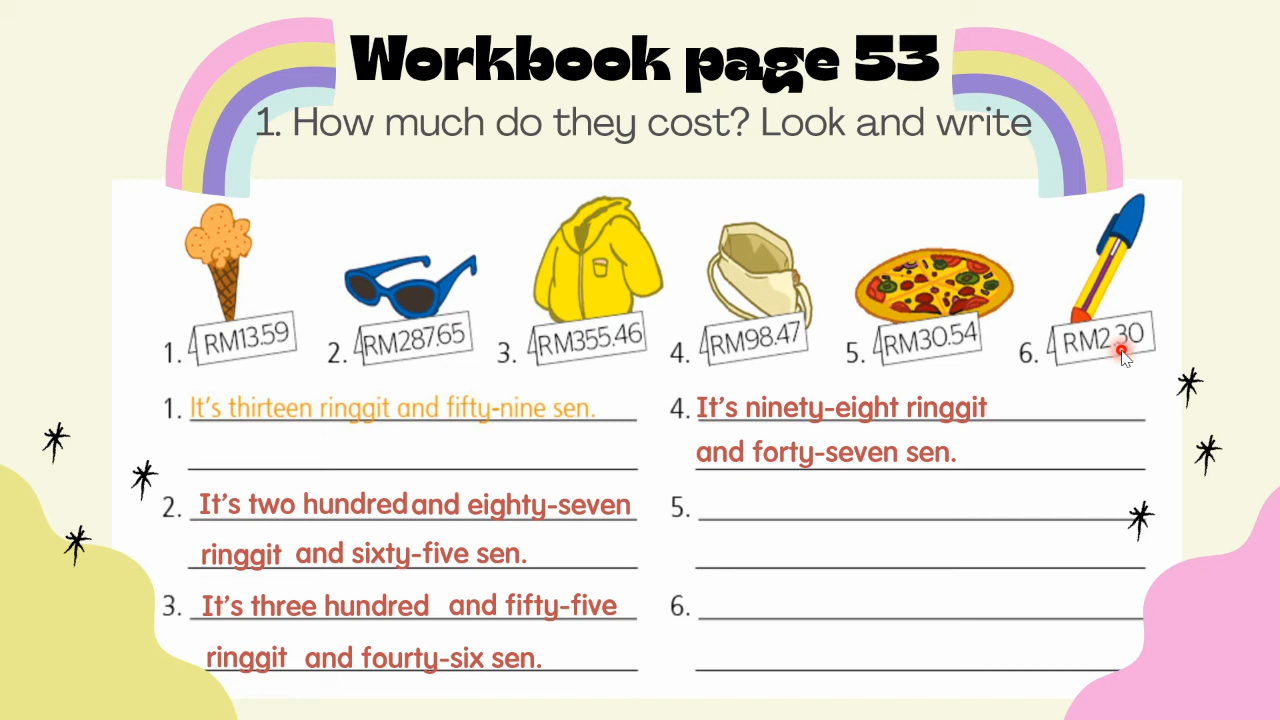 Workbook page 53
1. How much do they cost? Look and write
1. RM13.59
2. RM287.65
3. RM355.46
4. RM98.47
5. RM30.54
6. RM2.30
1. It's thirteen ringgit and fifty-nine sen.
2. It's two hundred and eighty-seven
ringgit and sixty-five sen.
3. It's three hundred and fifty-five
ringgit and fourty-six sen.
4. It's ninety-eight ringgit
and forty-seven sen.
5.
6.